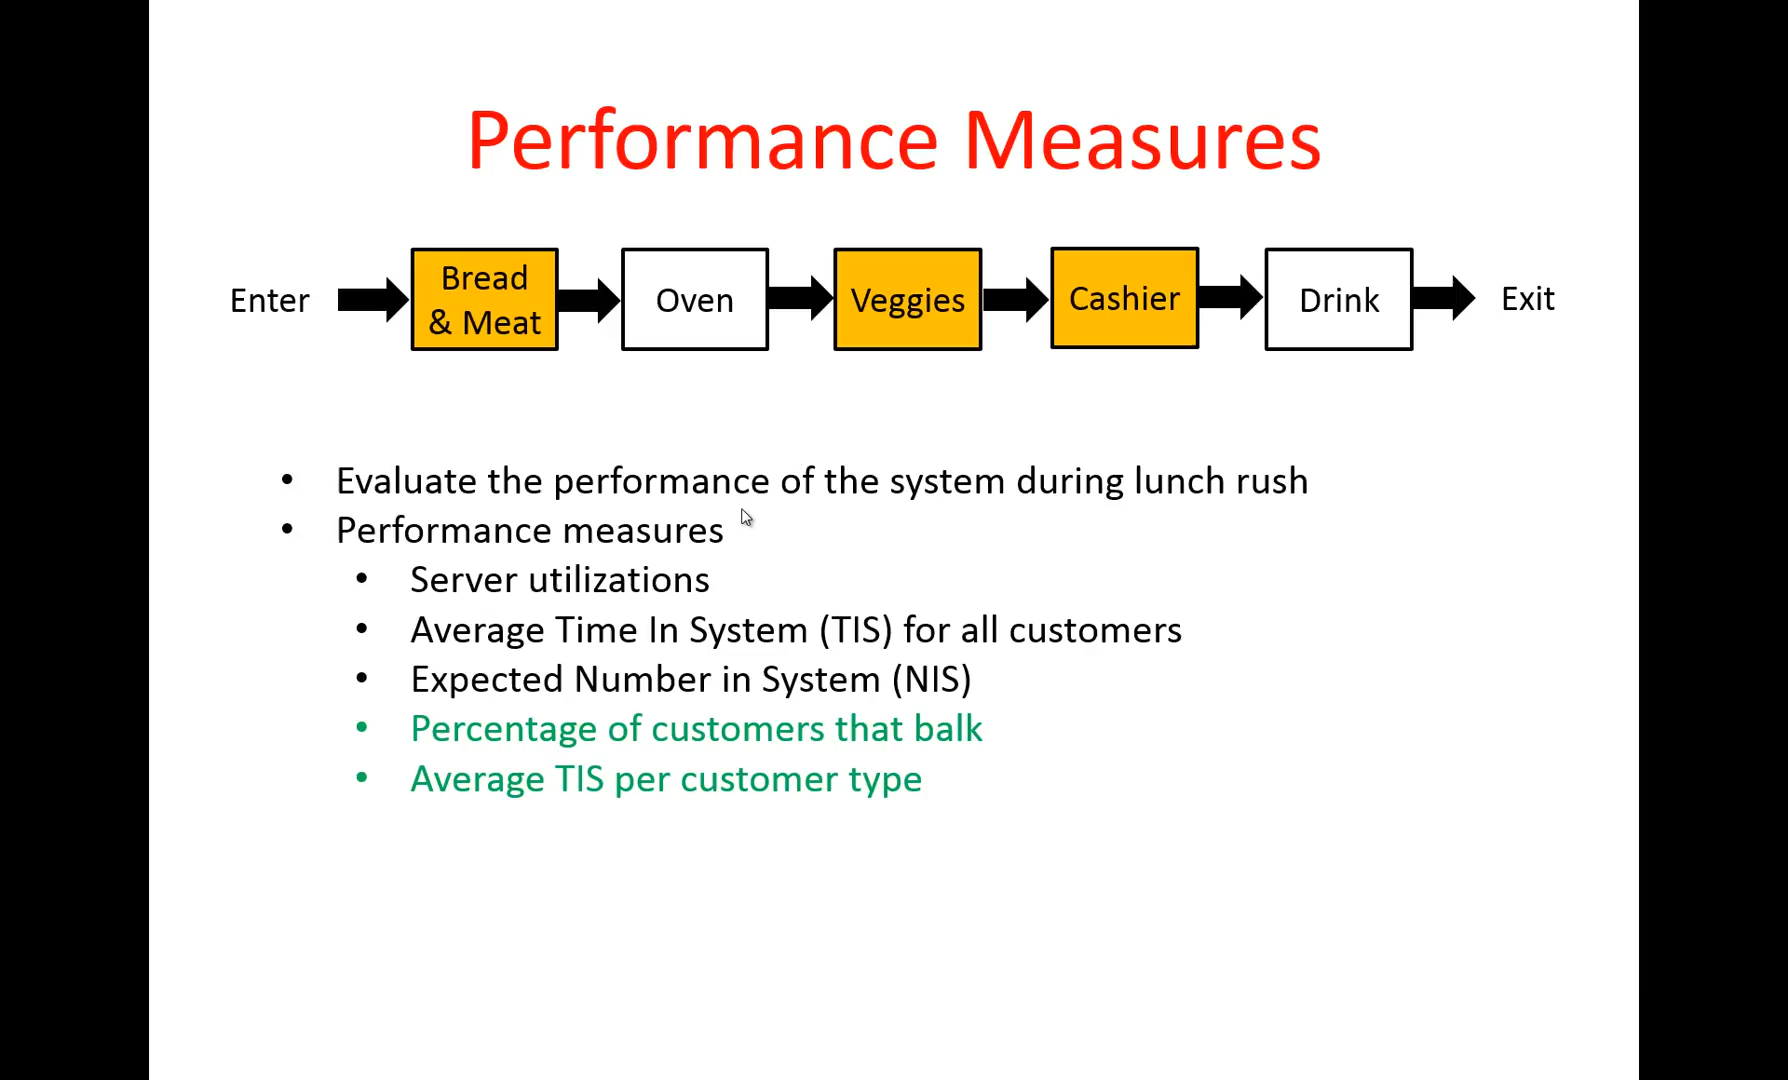 Performance Measures
Enter
Bread
& Meat
Oven
Veggies
Cashier
Drink
Exit
• Evaluate the performance of the system during lunch rush
• Performance measures
• Server utilizations
• Average Time In System (TIS) for all customers
• Expected Number in System (NIS)
• Percentage of customers that balk
• Average TIS per customer type